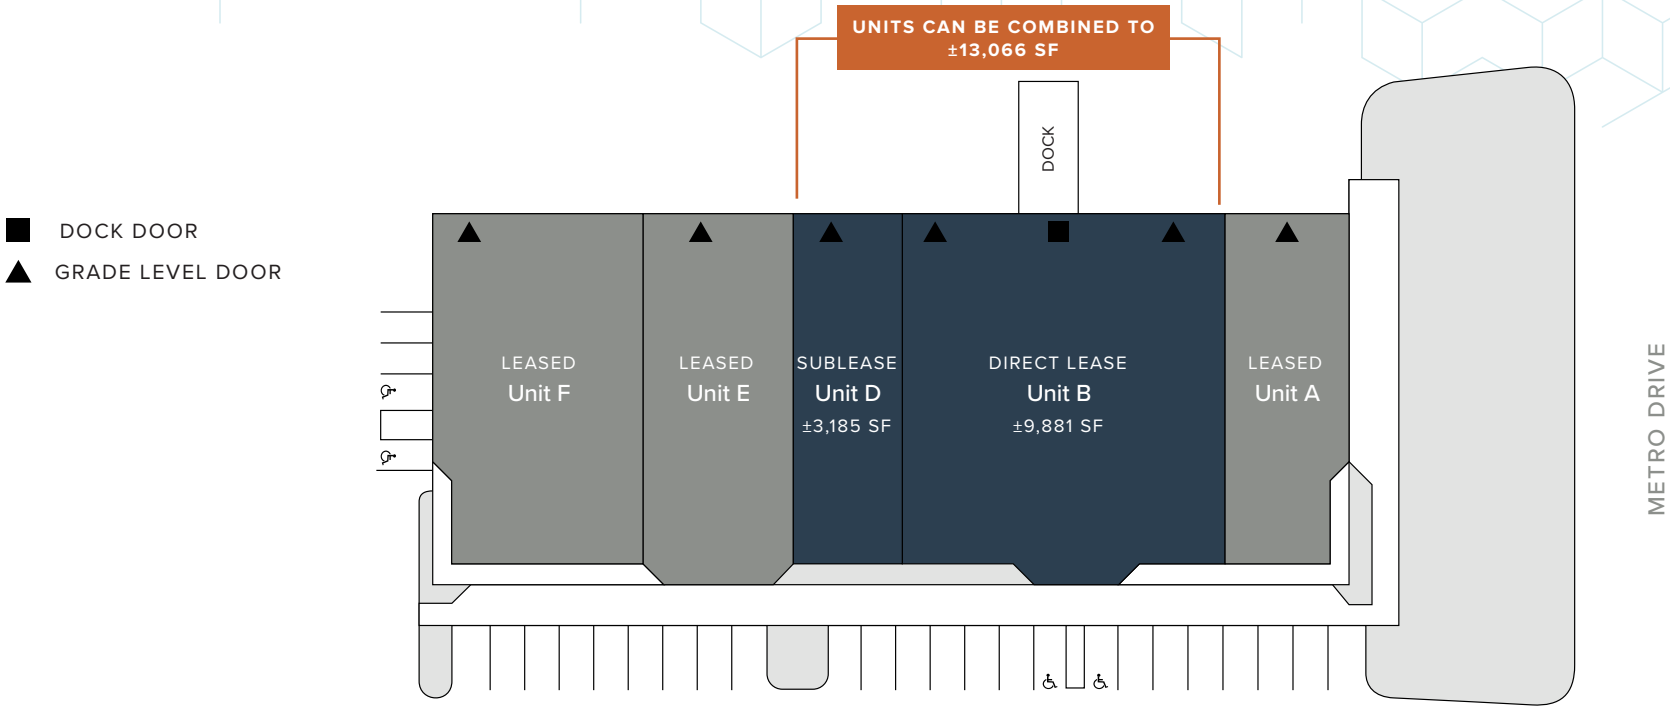 UNITS CAN BE COMBINED TO
±13,066 SF
DOCK
DOCK DOOR
GRADE LEVEL DOOR
LEASED
Unit F
LEASED
Unit E
SUBLEASE
Unit D
±3,185 SF
DIRECT LEASE
Unit B
±9,881 SF
LEASED
Unit A
METRO DRIVE